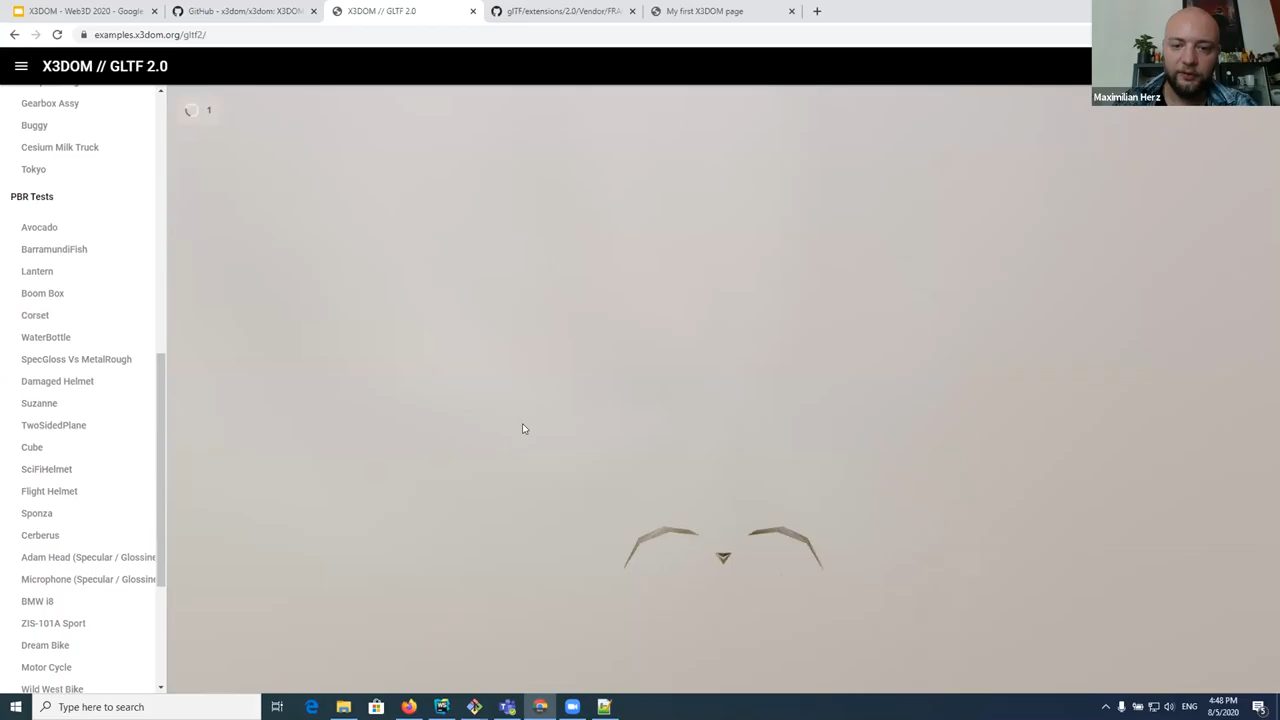 X3DOM - Web3D 2020 - Google
GitHub - x3dom/x3dom: X3DOM
X3DOM // GLTF 2.0
glTF/extensions/2.0/Vendor/FRA
My first X3DOM page
examples.x3dom.org/gltf2/
X3DOM // GLTF 2.0
Maximilian Herz
1
Gearbox Assy
Buggy
Cesium Milk Truck
Tokyo
PBR Tests
Avocado
BarramundiFish
Lantern
Boom Box
Corset
WaterBottle
SpecGloss Vs MetalRough
Damaged Helmet
Suzanne
TwoSidedPlane
Cube
SciFiHelmet
Flight Helmet
Sponza
Cerberus
Adam Head (Specular / Glossine
Microphone (Specular / Glossine
BMW i8
ZIS-101A Sport
Dream Bike
Motor Cycle
Wild West Bike
Type here to search
ENG
4:48 PM
8/5/2020
5